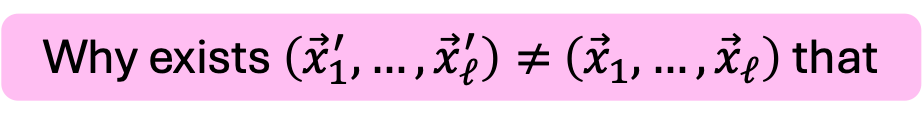 Why exists (x⃗′₁, … , x⃗′ℓ) ≠ (x⃗₁, … , x⃗ℓ) that